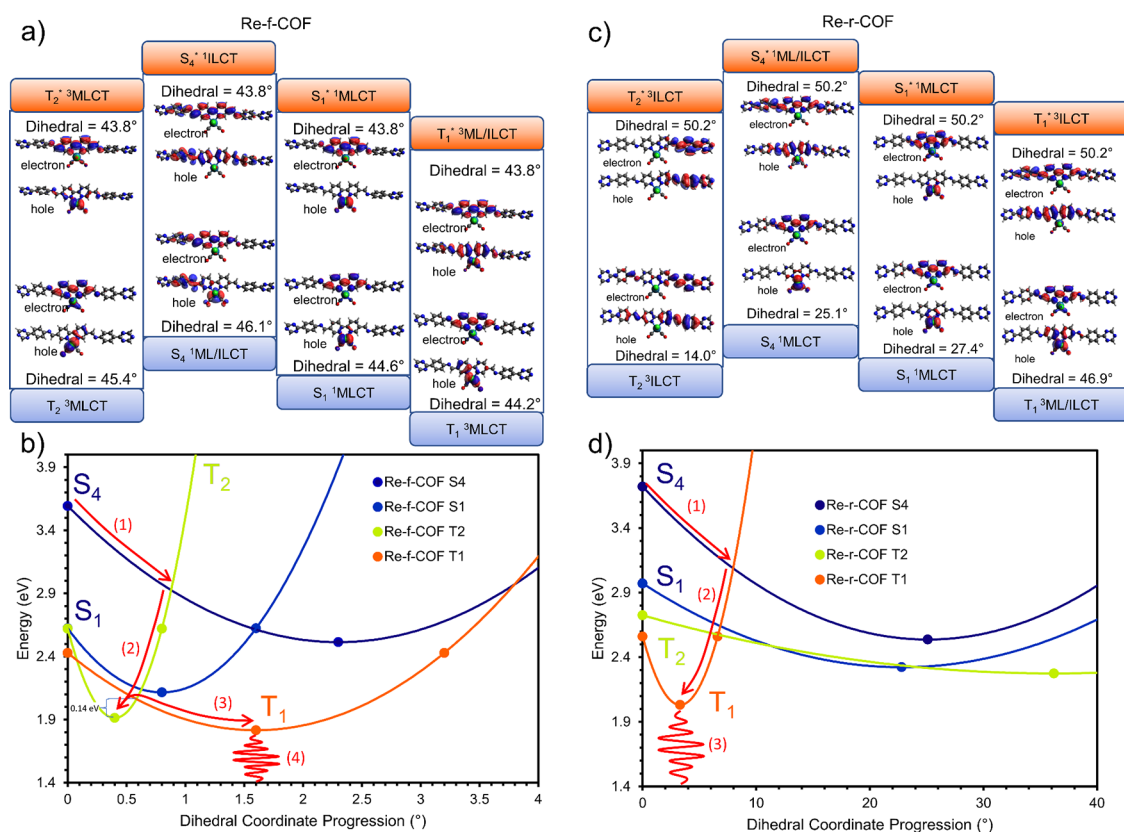 Re-f-COF
Re-r-COF
a)
c)
S4* 1ILCT
T2* 3MLCT
S1* 1MLCT
T1* 3ML/ILCT
Dihedral = 43.8°
electron
hole
Dihedral = 45.4°
T2 3MLCT
Dihedral = 43.8°
electron
hole
electron
hole
Dihedral = 46.1°
S4 1ML/ILCT
Dihedral = 43.8°
electron
hole
electron
hole
Dihedral = 44.6°
S1 1MLCT
Dihedral = 43.8°
electron
hole
electron
hole
Dihedral = 44.2°
T1 3MLCT
electron
hole
S4* 1ML/ILCT
T2* 3ILCT
S1* 1MLCT
T1* 3ILCT
Dihedral = 50.2°
electron
hole
electron
hole
Dihedral = 14.0°
T2 3ILCT
Dihedral = 50.2°
electron
hole
electron
hole
Dihedral = 25.1°
S4 1MLCT
Dihedral = 50.2°
electron
hole
electron
hole
Dihedral = 27.4°
S1 1MLCT
Dihedral = 50.2°
electron
hole
electron
hole
Dihedral = 46.9°
T1 3ML/ILCT
b)
3.9
3.4
2.9
2.4
1.9
1.4
Energy (eV)
S4
S1
T2
T1
(1)
(2)
(3)
(4)
0.14 eV
Re-f-COF S4
Re-f-COF S1
Re-f-COF T2
Re-f-COF T1
0 0.5 1 1.5 2 2.5 3 3.5 4
Dihedral Coordinate Progression (°)
d)
3.9
3.4
2.9
2.4
1.9
1.4
Energy (eV)
S4
S1
T2
T1
(1)
(2)
(3)
Re-r-COF S4
Re-r-COF S1
Re-r-COF T2
Re-r-COF T1
0 10 20 30 40
Dihedral Coordinate Progression (°)